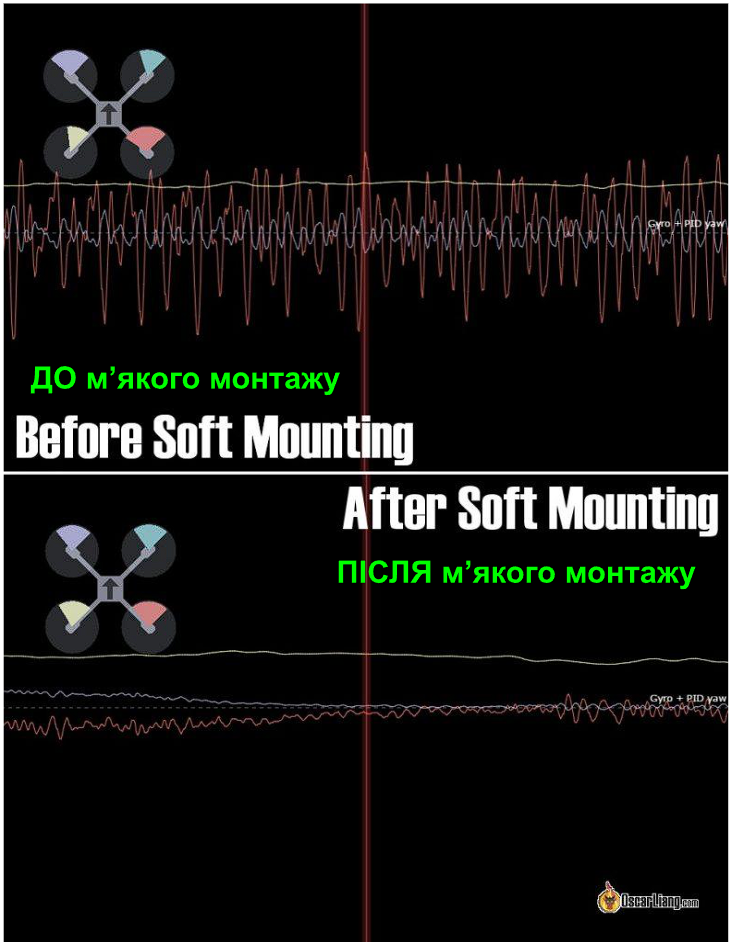 Gyro + PID yaw
ДО м’якого монтажу
Before Soft Mounting
After Soft Mounting
ПІСЛЯ м’якого монтажу
Gyro + PID yaw
OscarLiang.com